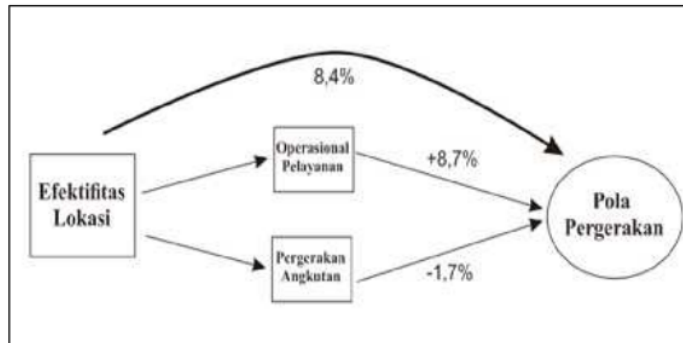 8,4%
Operasional
Pelayanan
+8,7%
Efektifitas
Lokasi
Pola
Pergerakan
Pergerakan
Angkutan
-1,7%